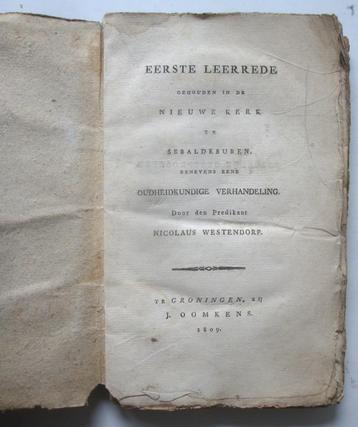 EERSTE LEERREDE
GEHOUDEN IN DE
NIEUWE KERK
TE
SEBALDEBUREN,
BENEVENS EENE
OUDHEIDKUNDIGE VERHANDELING.
Door den Predikant
NICOLAUS WESTENDORP.
TE GRONINGEN, BIJ
J. OOMKENS.
1809.